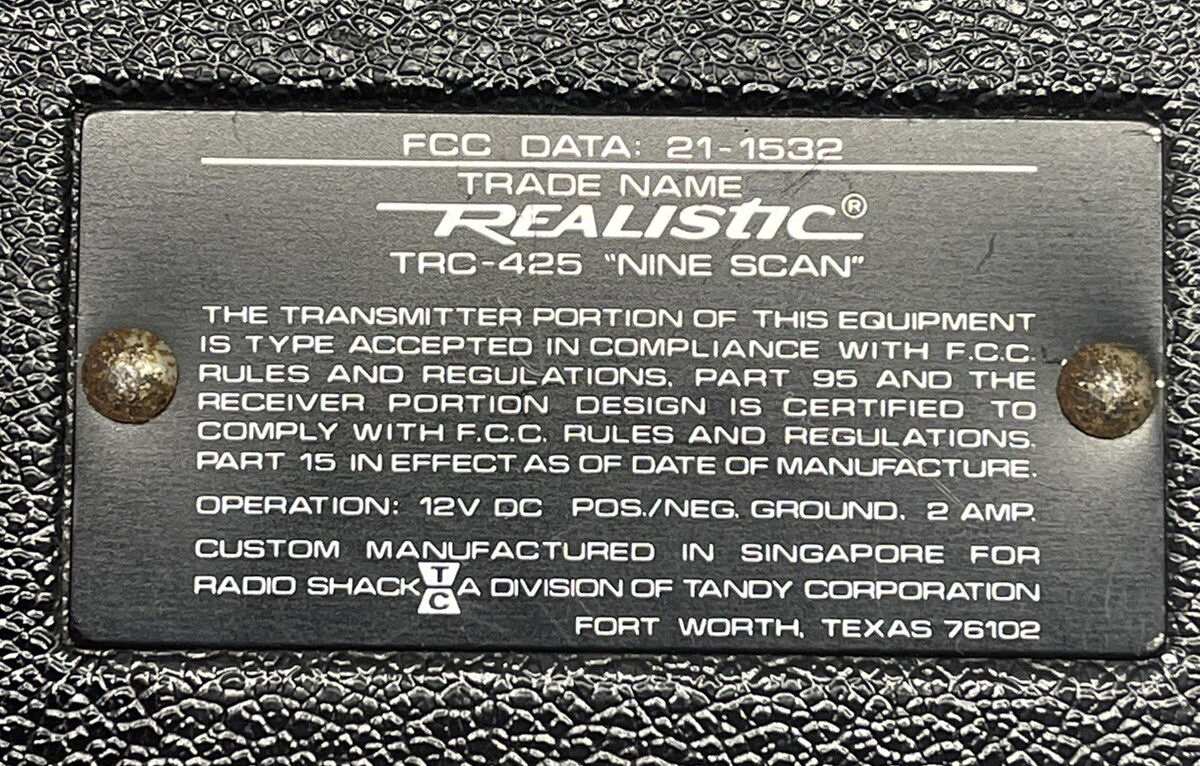 FCC DATA: 21-1532
TRADE NAME
REALISTIC®
TRC-425 "NINE SCAN"
THE TRANSMITTER PORTION OF THIS EQUIPMENT
IS TYPE ACCEPTED IN COMPLIANCE WITH F.C.C.
RULES AND REGULATIONS, PART 95 AND THE
RECEIVER PORTION DESIGN IS CERTIFIED TO
COMPLY WITH F.C.C. RULES AND REGULATIONS,
PART 15 IN EFFECT AS OF DATE OF MANUFACTURE.
OPERATION: 12V DC POS./NEG. GROUND, 2 AMP.
CUSTOM MANUFACTURED IN SINGAPORE FOR
RADIO SHACK TC A DIVISION OF TANDY CORPORATION
FORT WORTH, TEXAS 76102